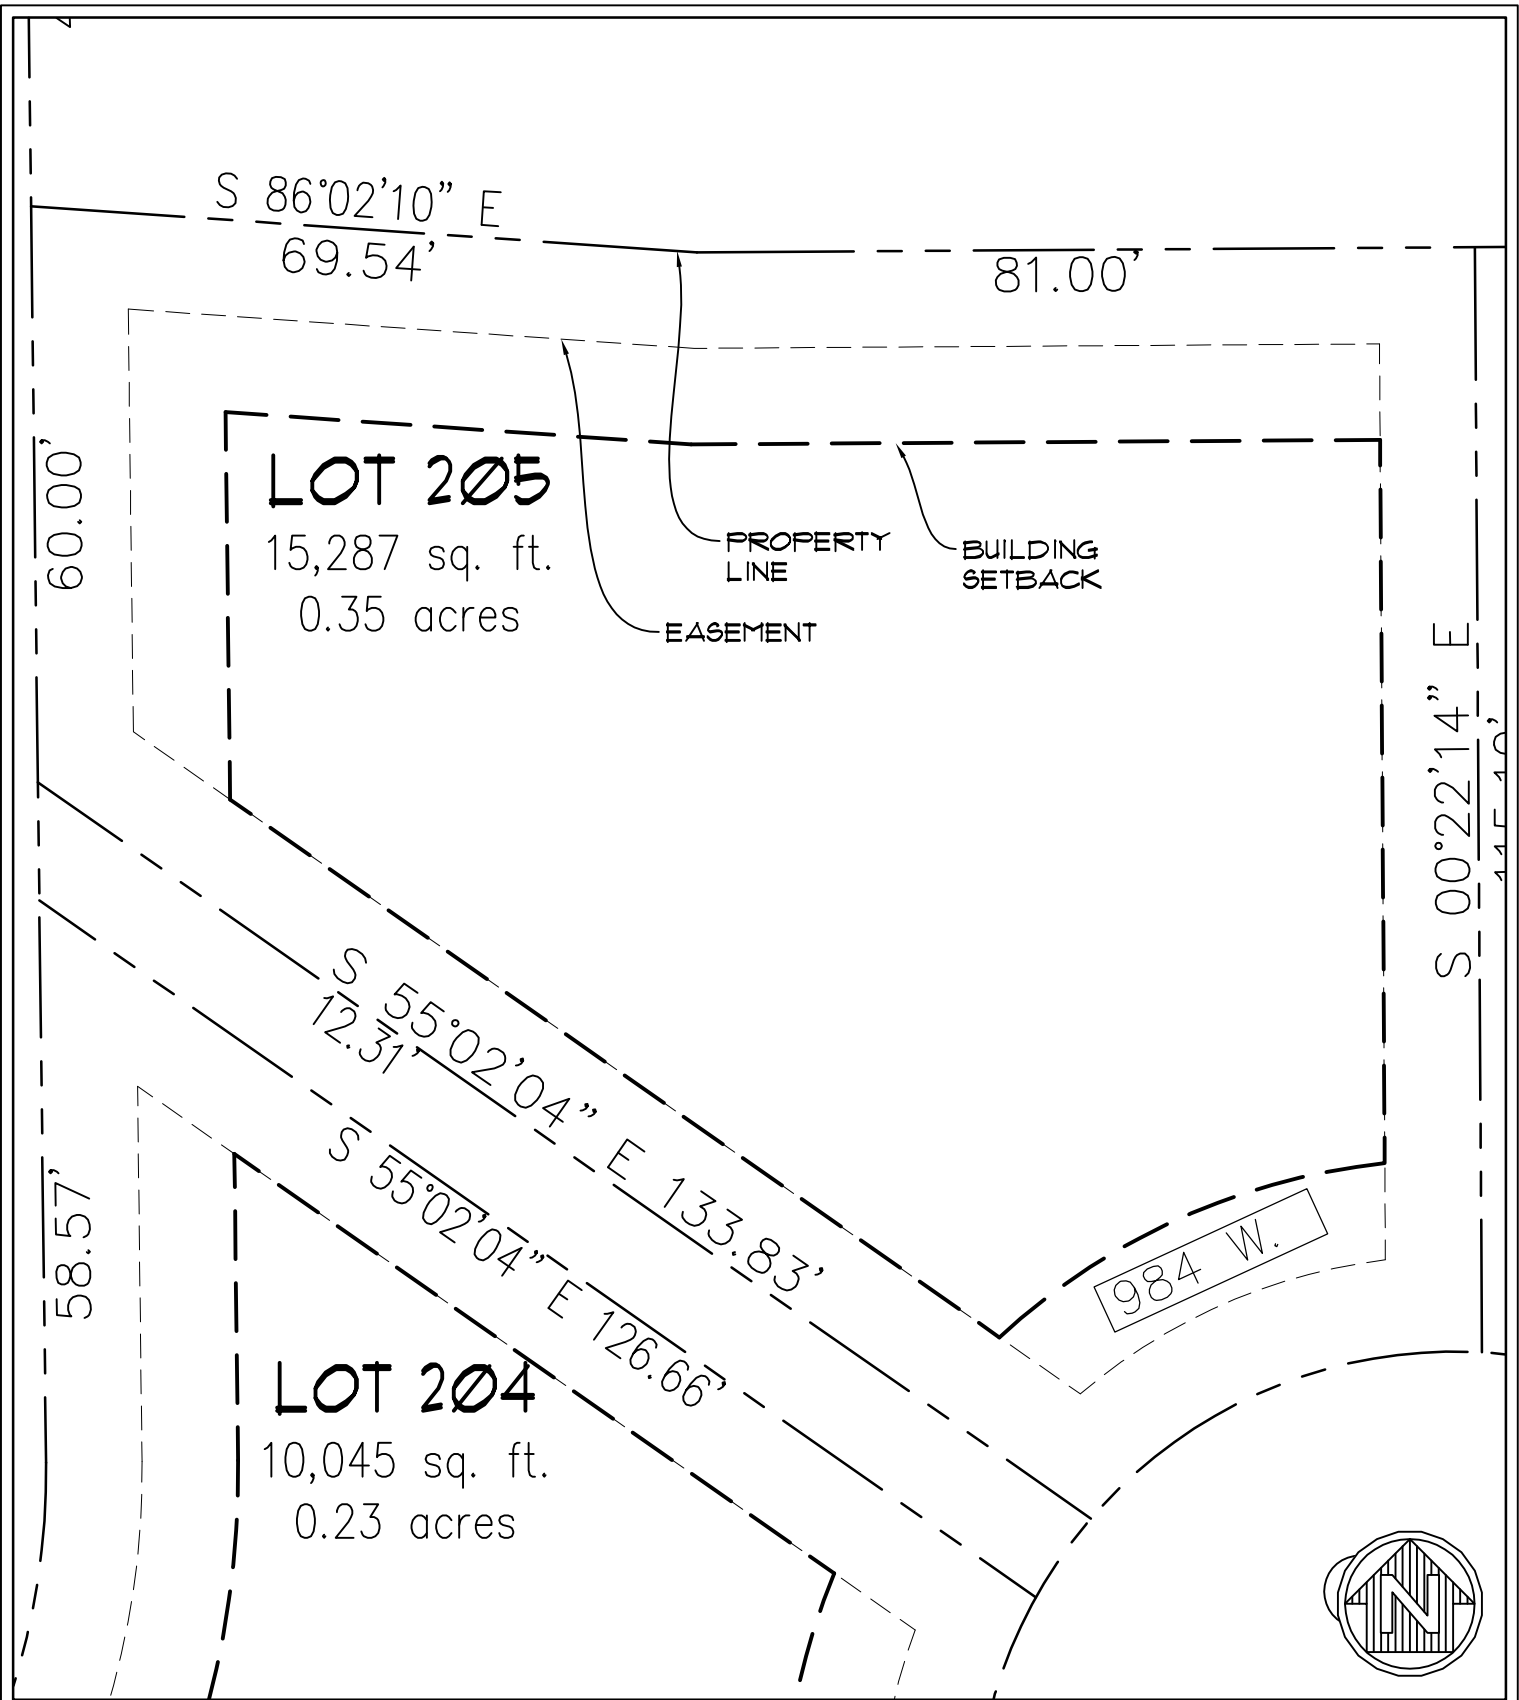 S 86°02'10" E
69.54'
81.00'
60.00'
LOT 205
15,287 sq. ft.
0.35 acres
PROPERTY
LINE
BUILDING
SETBACK
EASEMENT
S 00°22'14" E
S 55°02'04" E 133.83'
12.31'
S 55°02'04" E 126.66'
58.57'
984 W.
LOT 204
10,045 sq. ft.
0.23 acres
N